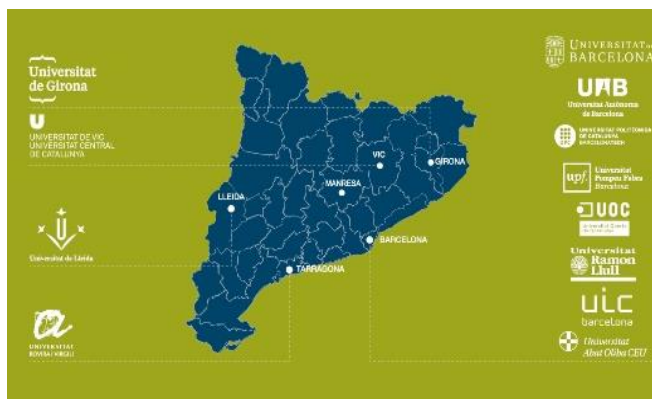 Universitat
de Girona
U
UNIVERSITAT DE VIC
UNIVERSITAT CENTRAL
DE CATALUNYA
Universitat de Lleida
UNIVERSITAT
ROVIRA I VIRGILI
VIC
GIRONA
MANRESA
LLEIDA
BARCELONA
TARRAGONA
UNIVERSITAT DE
BARCELONA
UAB
Universitat Autònoma
de Barcelona
UPC
UNIVERSITAT POLITÈCNICA
DE CATALUNYA
BARCELONATECH
upf.
Universitat
Pompeu Fabra
Barcelona
UOC
Universitat
Ramon
Llull
uic
barcelona
Universitat
Abat Oliba CEU